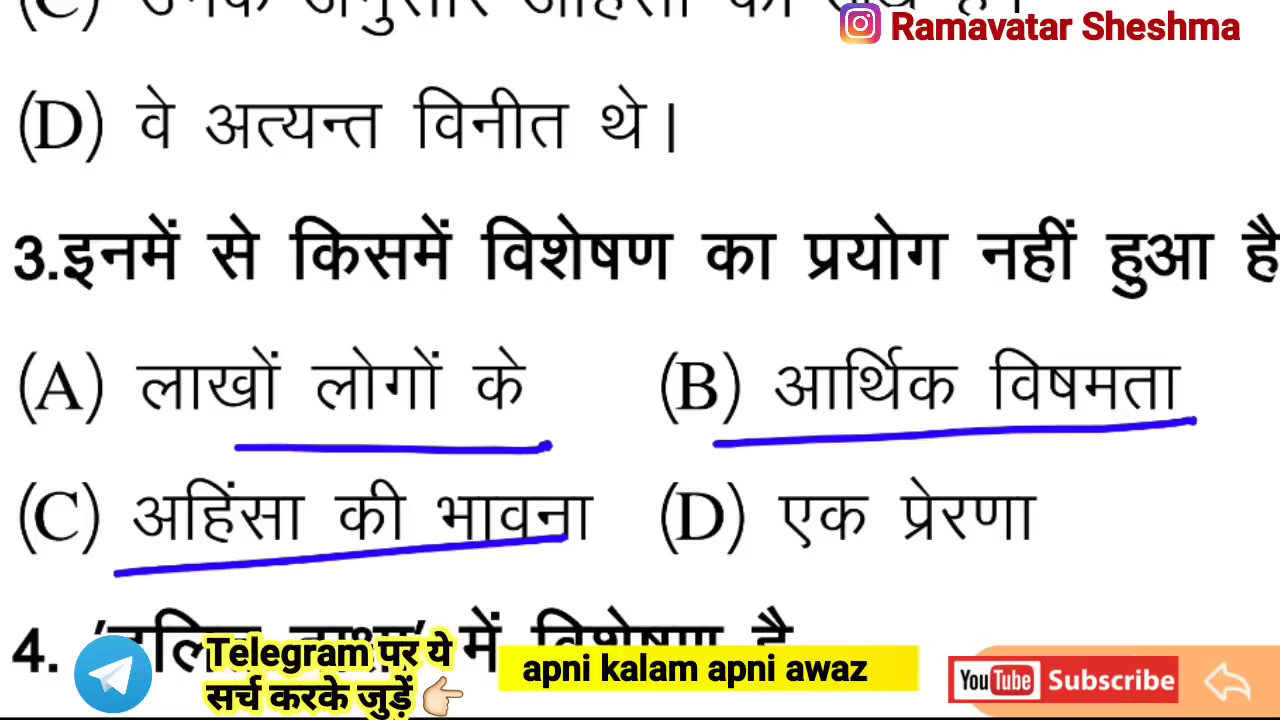 Ramavatar Sheshma
(D) वे अत्यन्त विनीत थे।
3.इनमें से किसमें विशेषण का प्रयोग नहीं हुआ है
(A) लाखों लोगों के (B) आर्थिक विषमता
(C) अहिंसा की भावना (D) एक प्रेरणा
4. में विशेषण है
Telegram पर ये
सर्च करके जुड़ें
apni kalam apni awaz
YouTube Subscribe